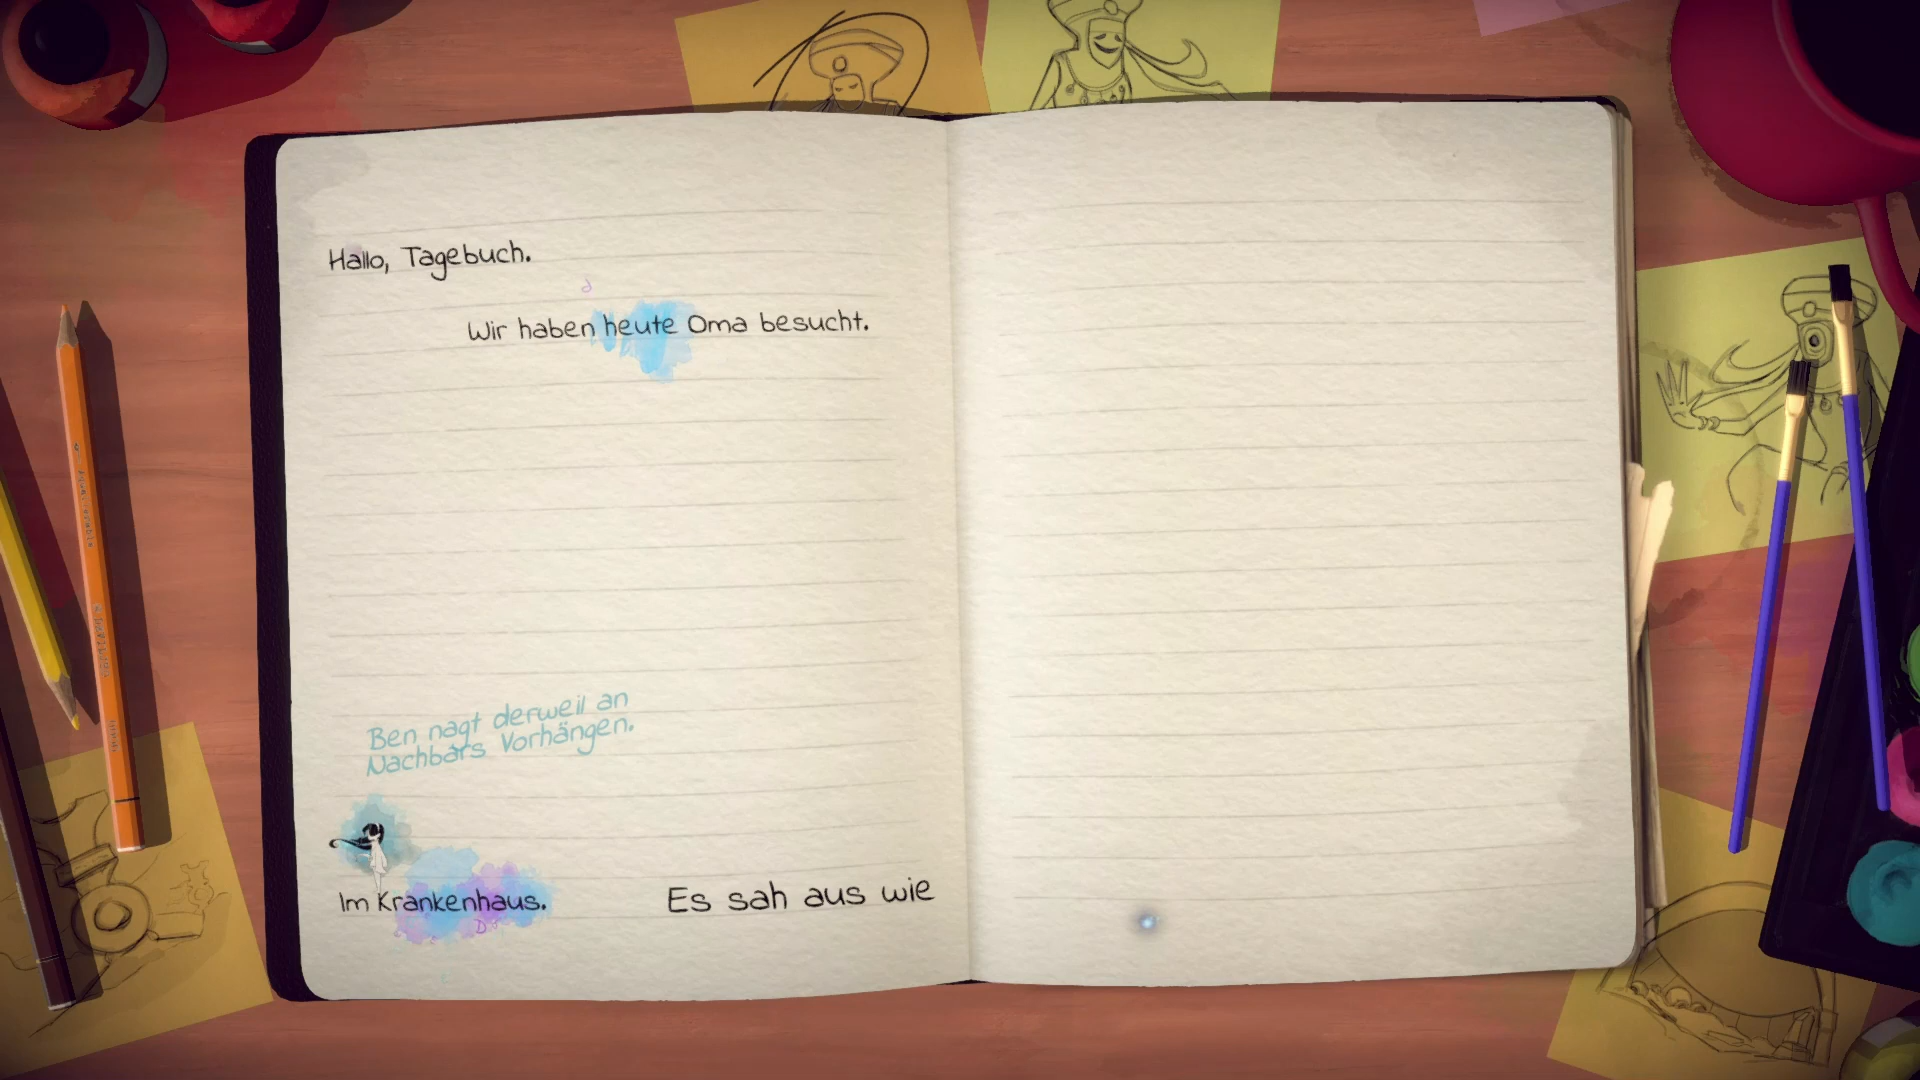 Hallo, Tagebuch.
Wir haben heute Oma besucht.
Ben nagt derweil an
Nachbars Vorhängen.
Im Krankenhaus.
Es sah aus wie